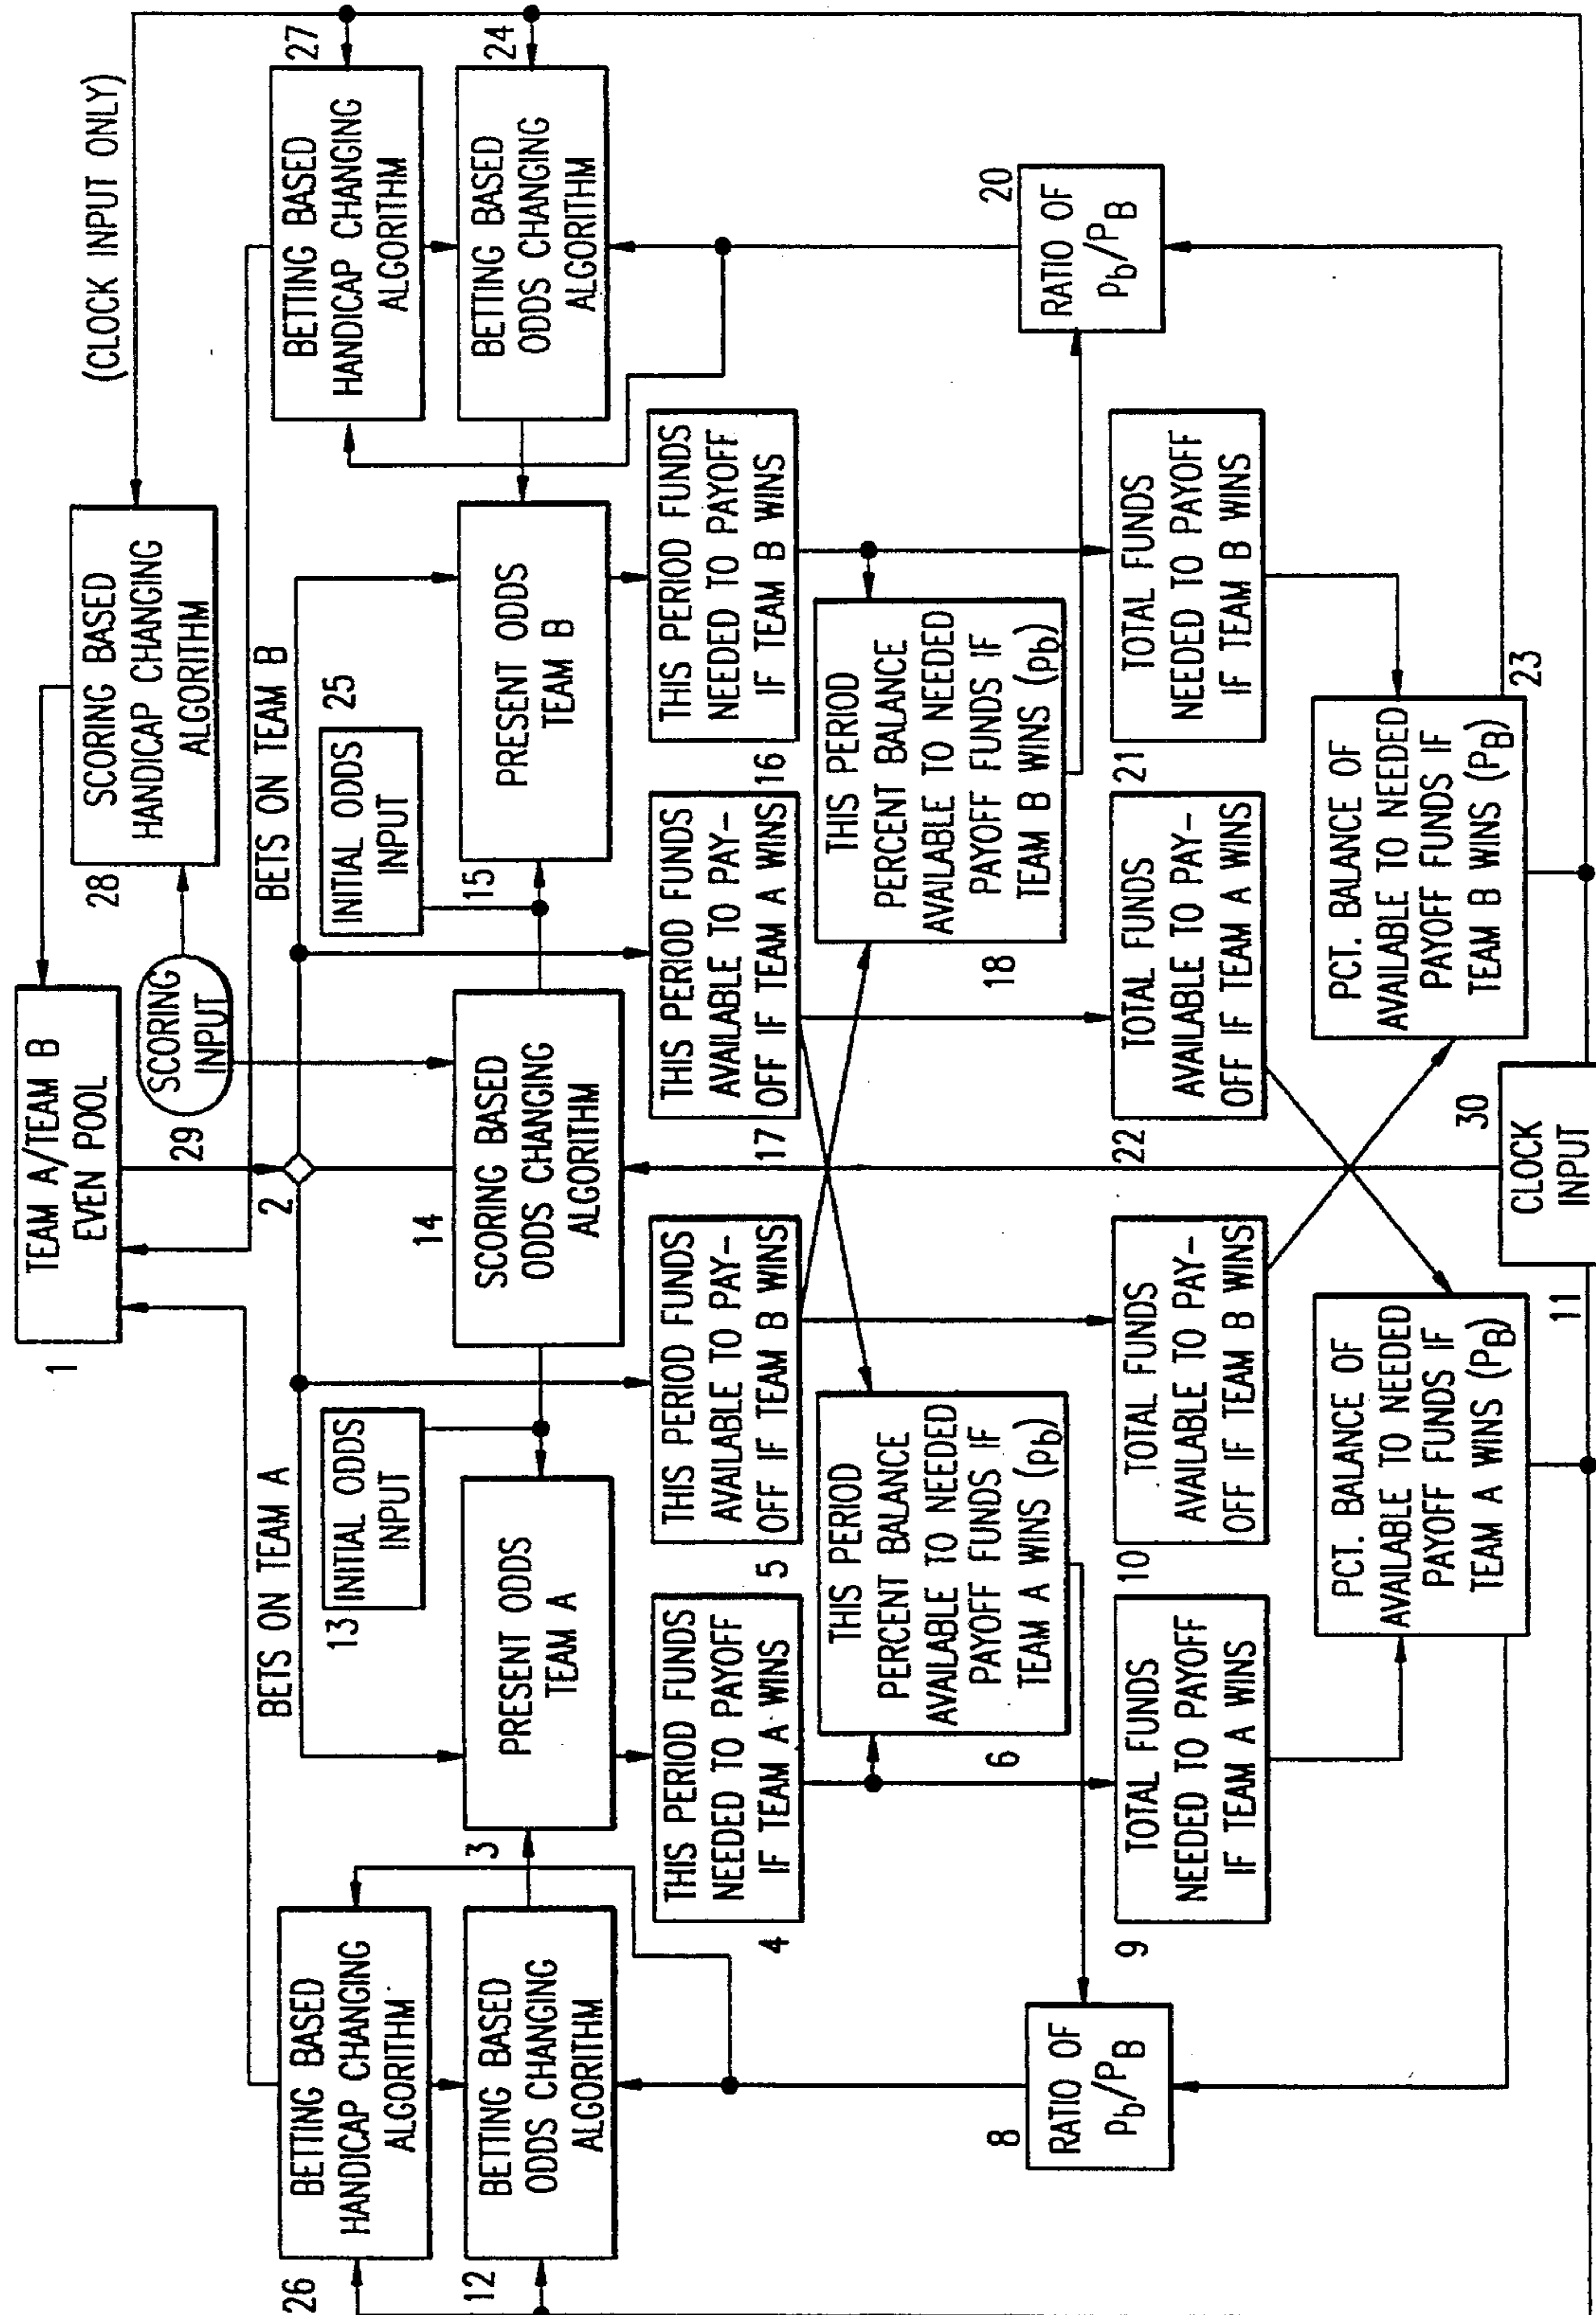 TEAM A/TEAM B
EVEN POOL
1
SCORING
INPUT
29
SCORING BASED
HANDICAP CHANGING
ALGORITHM
28
(CLOCK INPUT ONLY)
BETS ON TEAM A
BETS ON TEAM B
2
BETTING BASED
HANDICAP CHANGING
ALGORITHM
26
BETTING BASED
HANDICAP CHANGING
ALGORITHM
27
13
INITIAL ODDS
INPUT
INITIAL ODDS
INPUT
25
BETTING BASED
ODDS CHANGING
ALGORITHM
12
PRESENT ODDS
TEAM A
3
SCORING BASED
ODDS CHANGING
ALGORITHM
14
PRESENT ODDS
TEAM B
15
BETTING BASED
ODDS CHANGING
ALGORITHM
24
THIS PERIOD FUNDS
NEEDED TO PAYOFF
IF TEAM A WINS
4
THIS PERIOD FUNDS
AVAILABLE TO PAY-
OFF IF TEAM B WINS
5
THIS PERIOD FUNDS
AVAILABLE TO PAY-
OFF IF TEAM A WINS
17
THIS PERIOD FUNDS
NEEDED TO PAYOFF
IF TEAM B WINS
16
THIS PERIOD
PERCENT BALANCE
AVAILABLE TO NEEDED
PAYOFF FUNDS IF
TEAM A WINS (pb)
6
THIS PERIOD
PERCENT BALANCE
AVAILABLE TO NEEDED
PAYOFF FUNDS IF
TEAM B WINS (pb)
18
RATIO OF
Pb/PB
8
RATIO OF
Pb/PB
20
TOTAL FUNDS
NEEDED TO PAYOFF
IF TEAM A WINS
9
TOTAL FUNDS
AVAILABLE TO PAY-
OFF IF TEAM B WINS
10
TOTAL FUNDS
AVAILABLE TO PAY-
OFF IF TEAM A WINS
22
TOTAL FUNDS
NEEDED TO PAYOFF
IF TEAM B WINS
21
PCT. BALANCE OF
AVAILABLE TO NEEDED
PAYOFF FUNDS IF
TEAM A WINS (PB)
11
PCT. BALANCE OF
AVAILABLE TO NEEDED
PAYOFF FUNDS IF
TEAM B WINS (PB)
23
CLOCK
INPUT
30